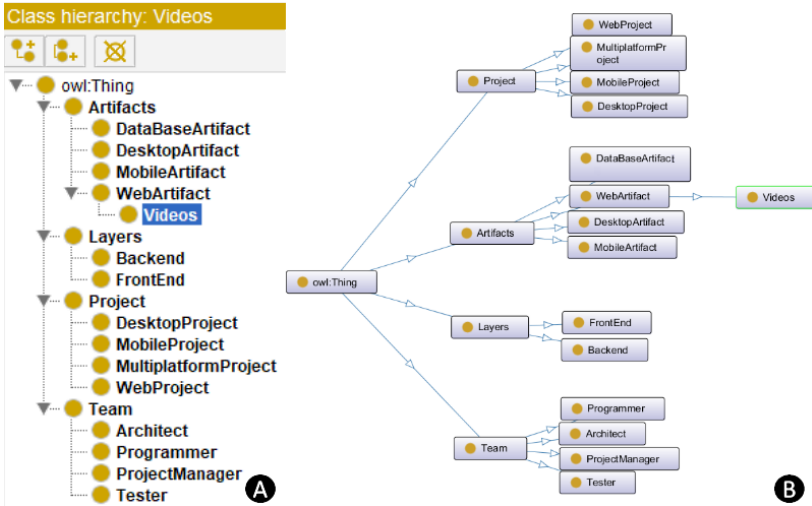 Class hierarchy: Videos
owl:Thing
Artifacts
DataBaseArtifact
DesktopArtifact
MobileArtifact
WebArtifact
Videos
Layers
Backend
FrontEnd
Project
DesktopProject
MobileProject
MultiplatformProject
WebProject
Team
Architect
Programmer
ProjectManager
Tester
A
WebProject
MultiplatformPr
oject
Project
MobileProject
DesktopProject
DataBaseArtifact
WebArtifact
Videos
Artifacts
DesktopArtifact
MobileArtifact
owl:Thing
Layers
FrontEnd
Backend
Programmer
Architect
Team
ProjectManager
Tester
B